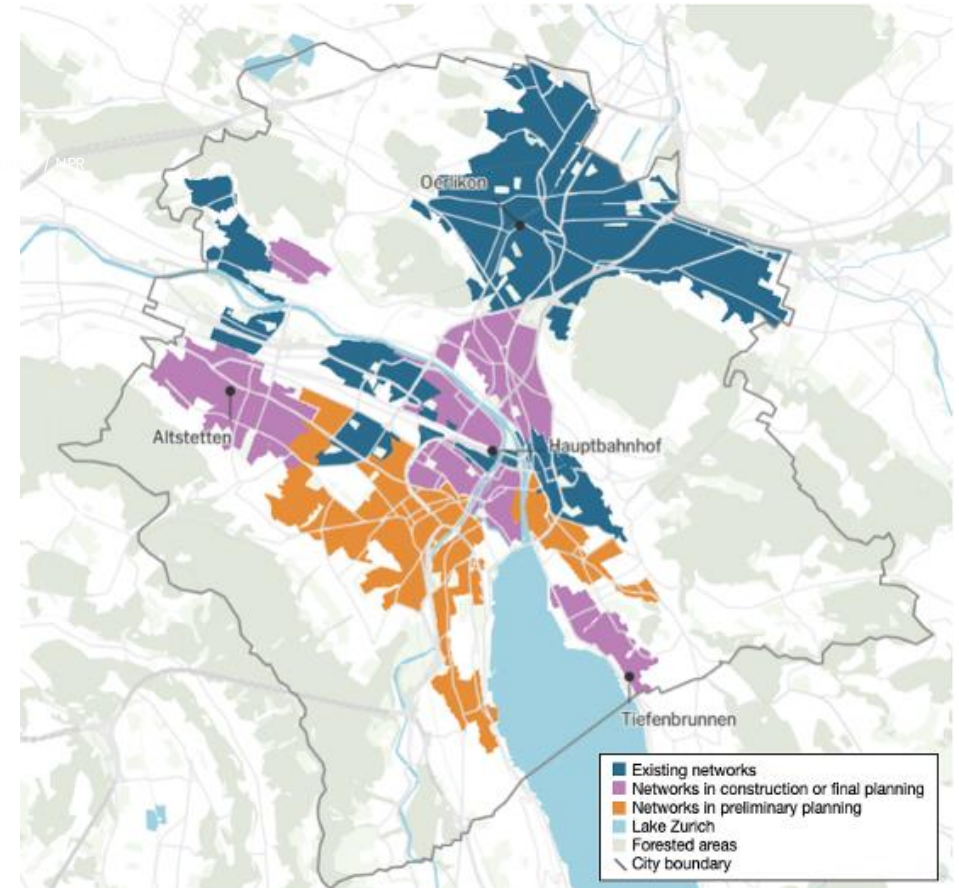 / NPR
Oerlikon
Altstetten
Hauptbahnhof
Tiefenbrunnen
Existing networks
Networks in construction or final planning
Networks in preliminary planning
Lake Zurich
Forested areas
City boundary